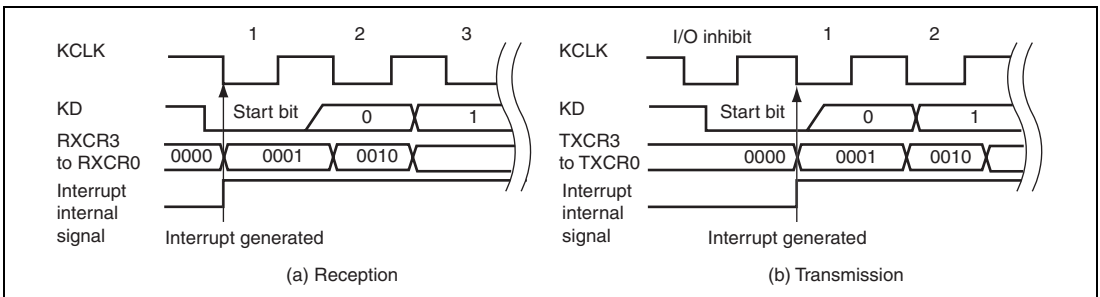 1 2 3
KCLK
KD
Start bit 0 1
RXCR3
to RXCR0
0000 0001 0010
Interrupt
internal
signal
Interrupt generated
(a) Reception
I/O inhibit 1 2
KCLK
KD
Start bit 0 1
TXCR3
to TXCR0
0000 0001 0010
Interrupt
internal
signal
Interrupt generated
(b) Transmission